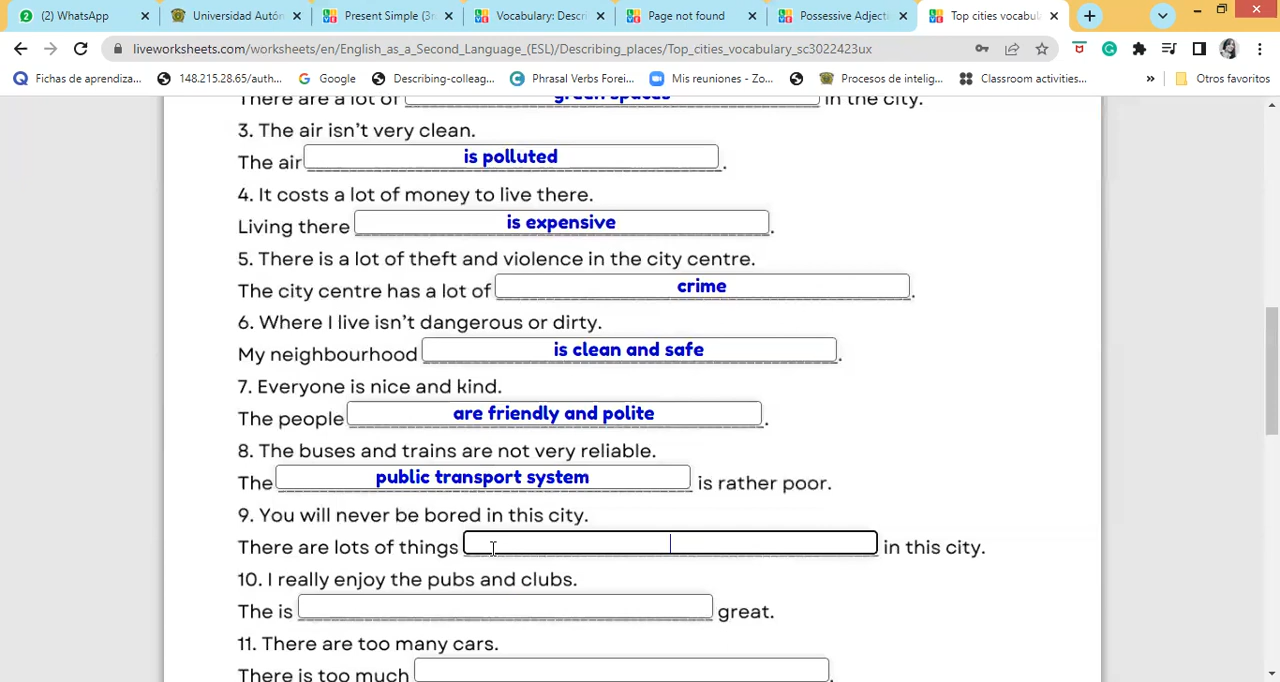 (2) WhatsApp
Universidad Autón
Present Simple (3r
Vocabulary: Descri
Page not found
Possessive Adjecti
Top cities vocabul
liveworksheets.com/worksheets/en/English_as_a_Second_Language_(ESL)/Describing_places/Top_cities_vocabulary_sc3022423ux
Fichas de aprendiza...
148.215.28.65/auth...
Google
Describing-colleag...
Phrasal Verbs Forei...
Mis reuniones - Zo...
Procesos de intelig...
Classroom activities...
»
Otros favoritos
There are a lot of green spaces in the city.
3. The air isn't very clean.
The air is polluted.
4. It costs a lot of money to live there.
Living there is expensive.
5. There is a lot of theft and violence in the city centre.
The city centre has a lot of crime.
6. Where I live isn't dangerous or dirty.
My neighbourhood is clean and safe.
7. Everyone is nice and kind.
The people are friendly and polite.
8. The buses and trains are not very reliable.
The public transport system is rather poor.
9. You will never be bored in this city.
There are lots of things in this city.
10. I really enjoy the pubs and clubs.
The is great.
11. There are too many cars.
There is too much .